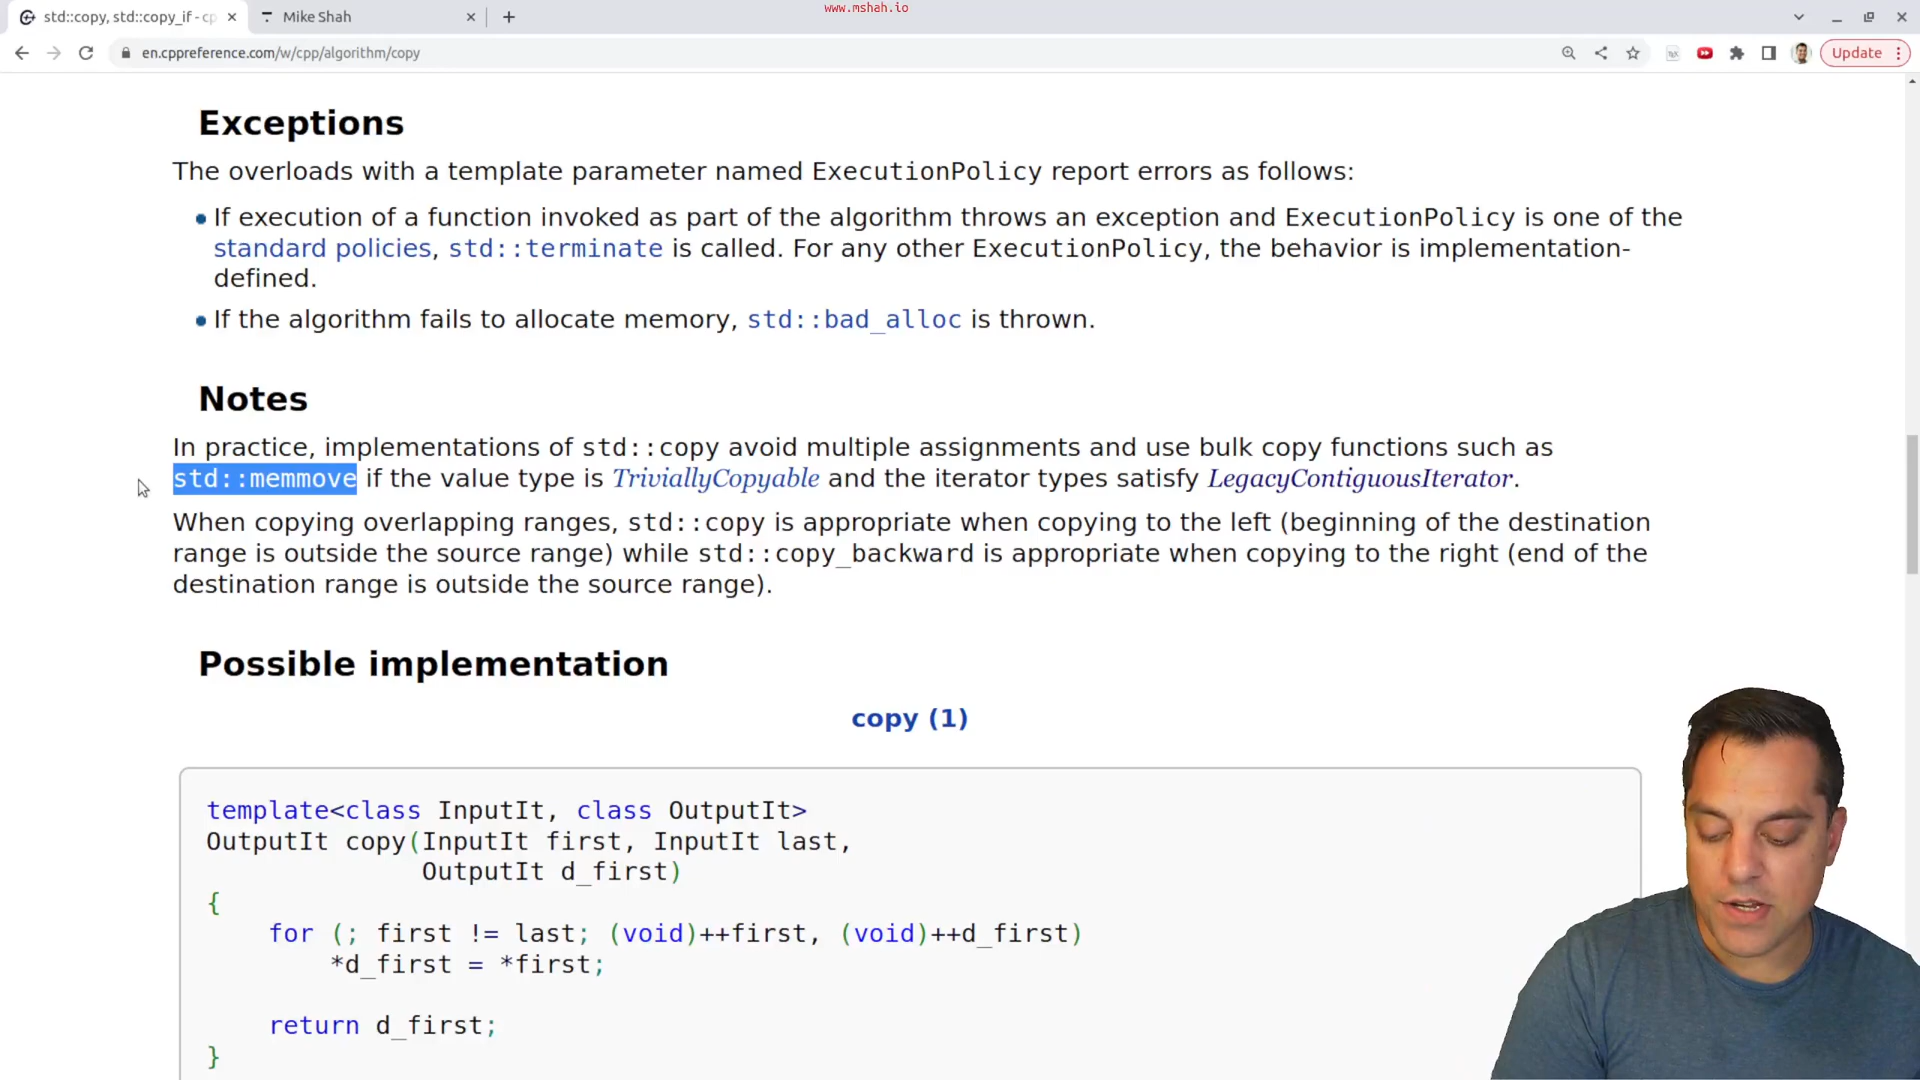 www.mshah.io
std::copy, std::copy_if - cp
Mike Shah
en.cppreference.com/w/cpp/algorithm/copy
Update
Exceptions
The overloads with a template parameter named ExecutionPolicy report errors as follows:
If execution of a function invoked as part of the algorithm throws an exception and ExecutionPolicy is one of the
standard policies, std::terminate is called. For any other ExecutionPolicy, the behavior is implementation-
defined.
If the algorithm fails to allocate memory, std::bad_alloc is thrown.
Notes
In practice, implementations of std::copy avoid multiple assignments and use bulk copy functions such as
std::memmove if the value type is TriviallyCopyable and the iterator types satisfy LegacyContiguousIterator.
When copying overlapping ranges, std::copy is appropriate when copying to the left (beginning of the destination
range is outside the source range) while std::copy_backward is appropriate when copying to the right (end of the
destination range is outside the source range).
Possible implementation
copy (1)
template<class InputIt, class OutputIt>
OutputIt copy(InputIt first, InputIt last,
OutputIt d_first)
{
for (; first != last; (void)++first, (void)++d_first)
*d_first = *first;
return d_first;
}